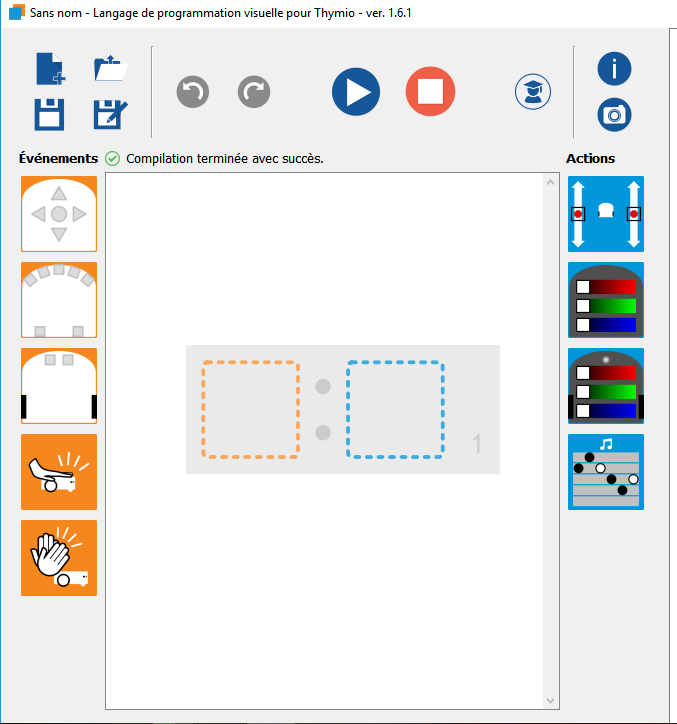 Sans nom - Langage de programmation visuelle pour Thymio - ver. 1.6.1
Événements
Compilation terminée avec succès.
Actions
1